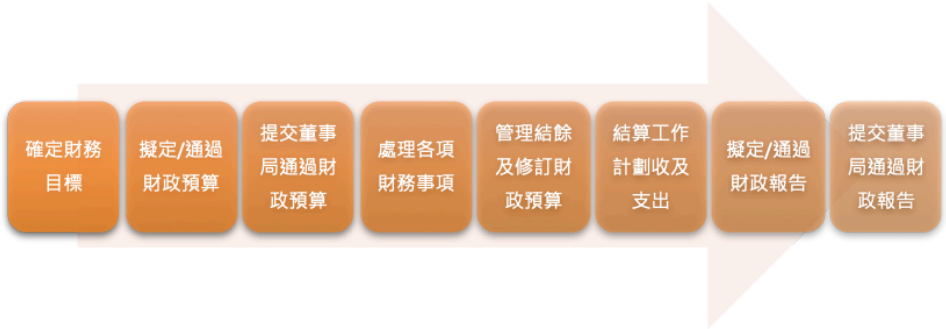 確定財務
目標
擬定/通過
財政預算
提交董事
局通過財
政預算
處理各項
財務事項
管理結餘
及修訂財
政預算
結算工作
計劃收及
支出
擬定/通過
財政報告
提交董事
局通過財
政報告